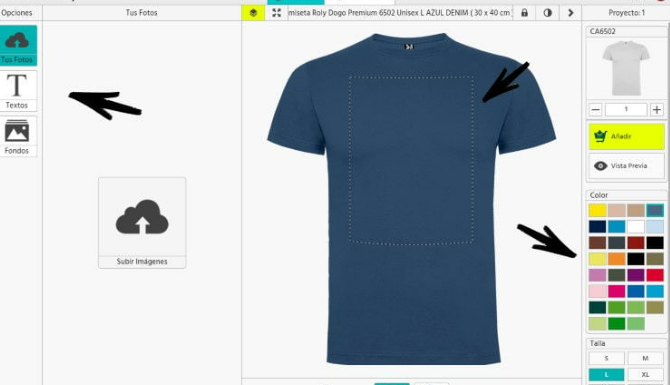 Opciones
Tus Fotos
miseta Roly Dogo Premium 6502 Unisex L AZUL DENIM ( 30 x 40 cm
Proyecto: 1
Tus Fotos
Textos
Fondos
Subir Imágenes
CA6502
1
Añadir
Vista Previa
Color
Talla
S M
L XL